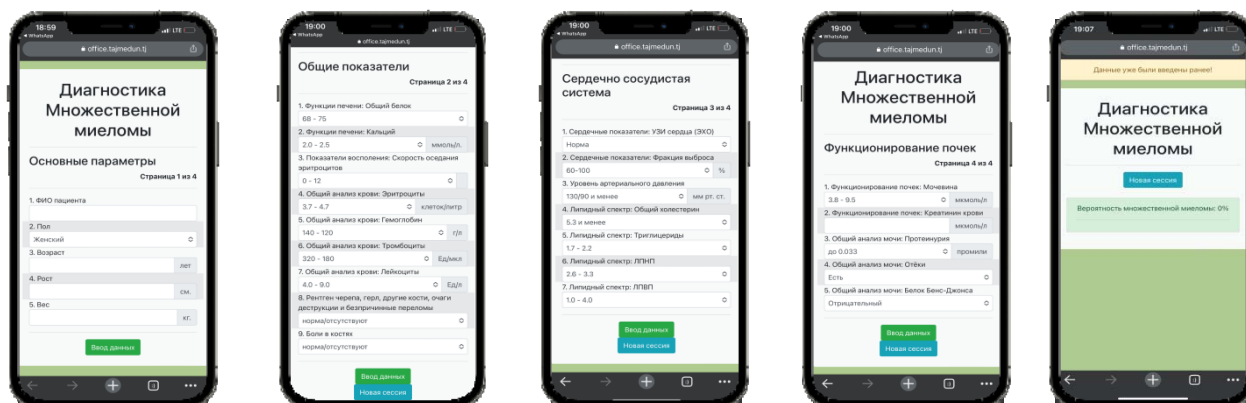 18:59
WhatsApp
LTE
office.tajmedun.tj
Диагностика
Множественной
миеломы
Основные параметры
Страница 1 из 4
1. ФИО пациента
2. Пол
Женский
3. Возраст
лет
4. Рост
см.
5. Вес
кг.
Ввод данных
19:00
WhatsApp
LTE
office.tajmedun.tj
Общие показатели
Страница 2 из 4
1. Функции печени: Общий белок
68 - 75
2. Функции печени: Кальций
2.0 - 2.5 ммоль/л.
3. Показатели восполения: Скорость оседания
эритроцитов
0 - 12
4. Общий анализ крови: Эритроциты
3.7 - 4.7 клеток/литр
5. Общий анализ крови: Гемоглобин
140 - 120 г/л
6. Общий анализ крови: Тромбоциты
320 - 180 Ед/мкл
7. Общий анализ крови: Лейкоциты
4.0 - 9.0 Ед/л
8. Рентген черепа, герл, другие кости, очаги
деструкции и безпричинные переломы
норма/отсутствуют
9. Боли в костях
норма/отсутствуют
Ввод данных
Новая сессия
19:00
WhatsApp
LTE
office.tajmedun.tj
Сердечно сосудистая
система
Страница 3 из 4
1. Сердечные показатели: УЗИ сердца (ЭХО)
Норма
2. Сердечные показатели: Фракция выброса
60-100 %
3. Уровень артериального давления
130/90 и менее мм рт. ст.
4. Липидный спектр: Общий холестерин
5.3 и менее
5. Липидный спектр: Триглицериды
1.7 - 2.2
6. Липидный спектр: ЛПНП
2.6 - 3.3
7. Липидный спектр: ЛПВП
1.0 - 4.0
Ввод данных
Новая сессия
19:00
WhatsApp
LTE
office.tajmedun.tj
Диагностика
Множественной
миеломы
Функционирование почек
Страница 4 из 4
1. Функционирование почек: Мочевина
3.8 - 9.5 мкмоль/л
2. Функционирование почек: Креатинин крови
мкмоль/л
3. Общий анализ мочи: Протеинурия
до 0.033 промили
4. Общий анализ мочи: Отёки
Есть
5. Общий анализ мочи: Белок Бенс-Джонса
Отрицательный
Ввод данных
Новая сессия
19:07
LTE
office.tajmedun.tj
Данные уже были введены ранее!
Диагностика
Множественной
миеломы
Новая сессия
Вероятность множественной миеломы: 0%